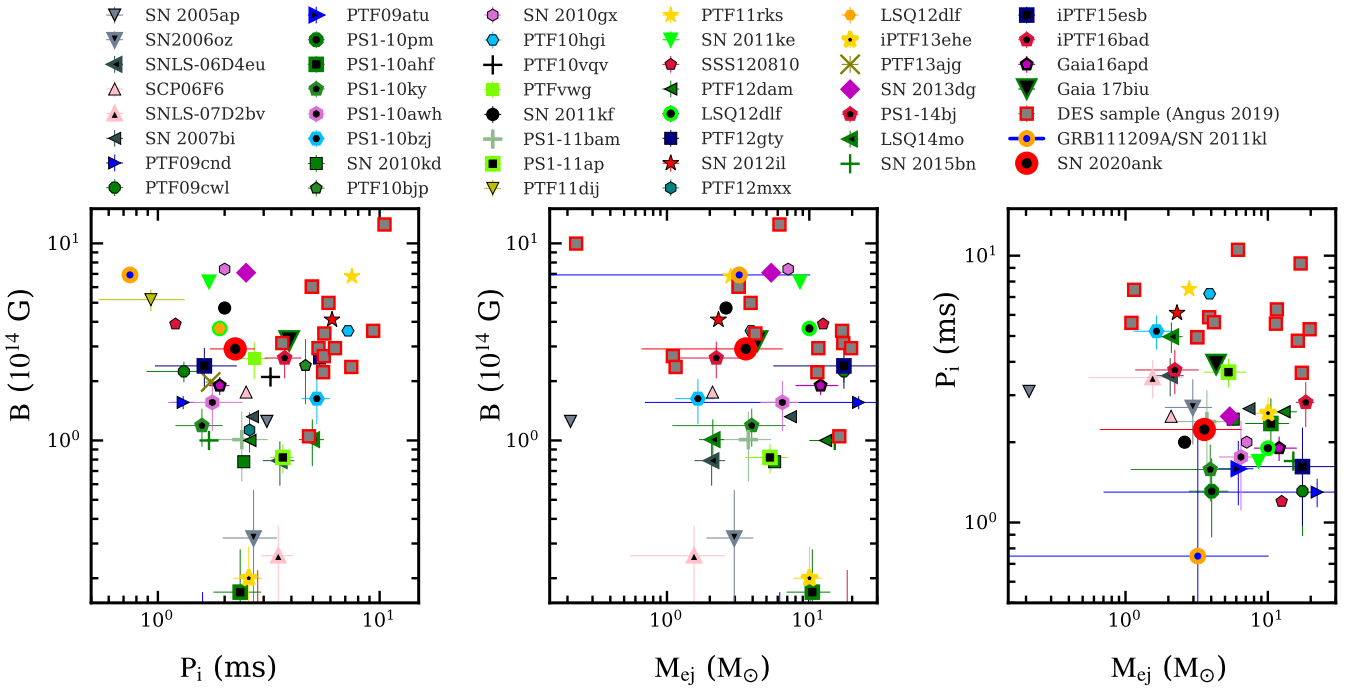 SN 2005ap
SN2006oz
SNLS-06D4eu
SCP06F6
SNLS-07D2bv
SN 2007bi
PTF09cnd
PTF09cwl
PTF09atu
PS1-10pm
PS1-10ahf
PS1-10ky
PS1-10awh
PS1-10bzj
SN 2010kd
PTF10bjp
SN 2010gx
PTF10hgi
PTF10vqv
PTFvwg
SN 2011kf
PS1-11bam
PS1-11ap
PTF11dij
PTF11rks
SN 2011ke
SSS120810
PTF12dam
LSQ12dlf
PTF12gty
SN 2012il
PTF12mxx
LSQ12dlf
iPTF13ehe
PTF13ajg
SN 2013dg
PS1-14bj
LSQ14mo
SN 2015bn
iPTF15esb
iPTF16bad
Gaia16apd
Gaia 17biu
DES sample (Angus 2019)
GRB111209A/SN 2011kl
SN 2020ank
B (10¹⁴ G)
10¹
10⁰
10⁰
10¹
Pᵢ (ms)
B (10¹⁴ G)
10¹
10⁰
10⁰
10¹
M_ej (M_⊙)
Pᵢ (ms)
10¹
10⁰
10⁰
10¹
M_ej (M_⊙)